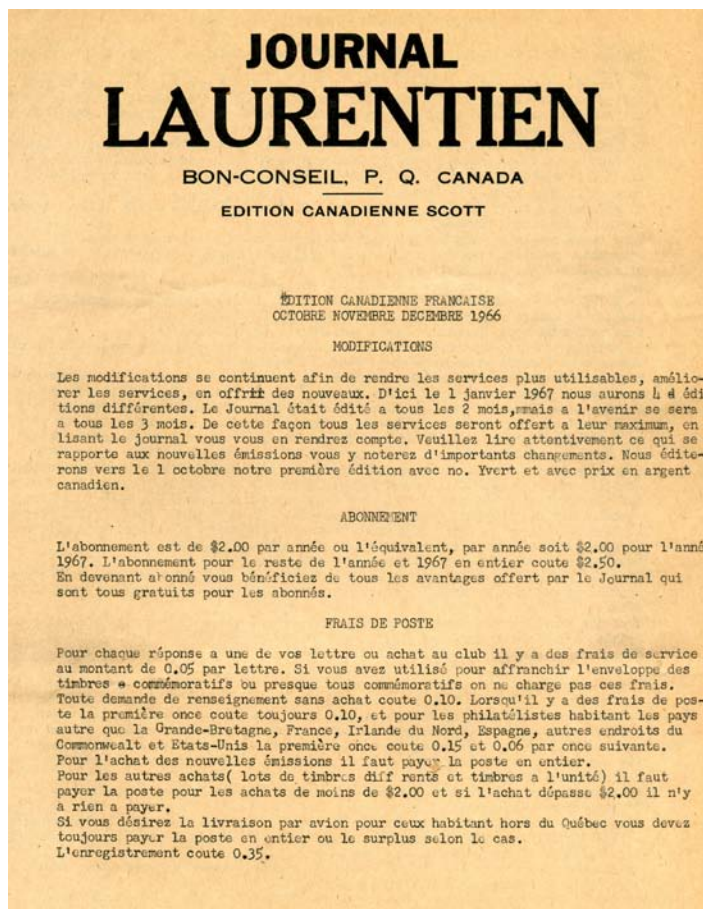 JOURNAL
LAURENTIEN
BON-CONSEIL, P. Q. CANADA
EDITION CANADIENNE SCOTT
ÉDITION CANADIENNE FRANCAISE
OCTOBRE NOVEMBRE DECEMBRE 1966
MODIFICATIONS
Les modifications se continuent afin de rendre les services plus utilisables, amélio-
rer les services, en offrir des nouveaux. D'ici le 1 janvier 1967 nous aurons 4 édi
tions différentes. Le Journal était édité a tous les 2 mois,mmais a l'avenir se sera
a tous les 3 mois. De cette façon tous les services seront offert a leur maximum, en
lisant le journal vous vous en rendrez compte. Veuillez lire attentivement ce qui se
rapporte aux nouvelles émissions vous y noterez d'importants changements. Nous édite-
rons vers le 1 octobre notre première édition avec no. Yvert et avec prix en argent
canadien.
ABONNEMENT
L'abonnement est de $2.00 par année ou l'équivalent, par année soit $2.00 pour l'anné
1967. L'abonnement pour le reste de l'année et 1967 en entier coute $2.50.
En devenant abonné vous bénéficiez de tous les avantages offert par le Journal qui
sont tous gratuits pour les abonnés.
FRAIS DE POSTE
Pour chaque réponse a une de vos lettre ou achat au club il y a des frais de service
au montant de 0.05 par lettre. Si vous avez utilisé pour affranchir l'enveloppe des
timbres commémoratifs ou presque tous commémoratifs on ne charge pas ces frais.
Toute demande de renseignement sans achat coute 0.10. Lorsqu'il y a des frais de pos-
te la première once coute toujours 0.10, et pour les philatélistes habitant les pays
autre que la Grande-Bretagne, France, Irlande du Nord, Espagne, autres endroits du
Commonwealt et Etats-Unis la première once coute 0.15 et 0.06 par once suivante.
Pour l'achat des nouvelles émissions il faut payer la poste en entier.
Pour les autres achats( lots de timbres diff rents et timbres a l'unité) il faut
payer la poste pour les achats de moins de $2.00 et si l'achat dépasse $2.00 il n'y
a rien a payer.
Si vous désirez la livraison par avion pour ceux habitant hors du Québec vous devez
toujours payer la poste en entier ou le surplus selon le cas.
L'enregistrement coute 0.35.